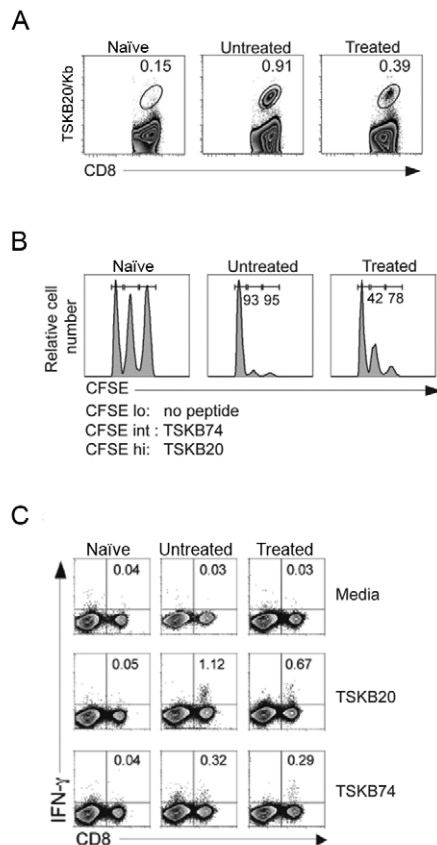 A
Naïve
Untreated
Treated
0.15
0.91
0.39
TSKB20/Kb
CD8
B
Naïve
Untreated
Treated
Relative cell
number
93 95
42 78
CFSE
CFSE lo: no peptide
CFSE int : TSKB74
CFSE hi: TSKB20
C
Naïve
Untreated
Treated
0.04
0.03
0.03
Media
0.05
1.12
0.67
TSKB20
0.04
0.32
0.29
TSKB74
IFN-γ
CD8